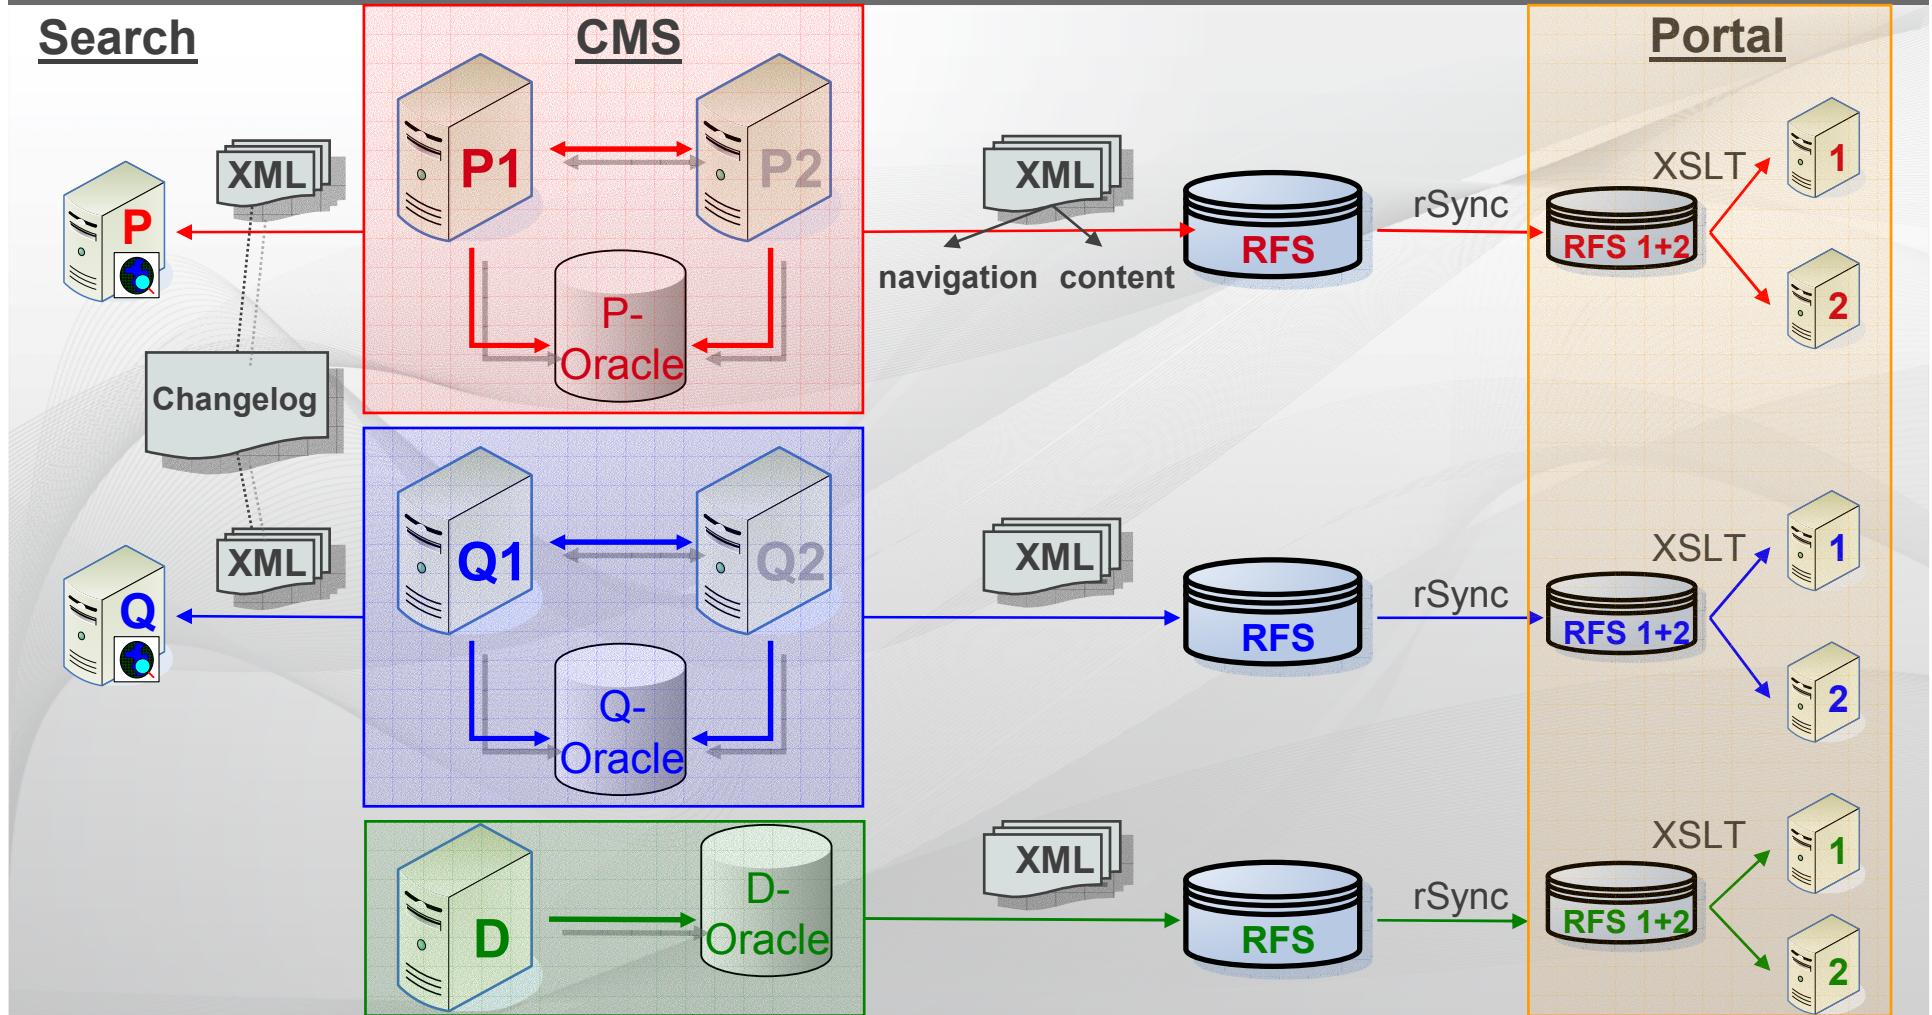 Search
CMS
Portal
P
XML
P1
P2
P-
Oracle
XML
navigation content
RFS
rSync
RFS 1+2
XSLT
1
2
Changelog
Q
XML
Q1
Q2
Q-
Oracle
XML
RFS
rSync
RFS 1+2
XSLT
1
2
D
D-
Oracle
XML
RFS
rSync
RFS 1+2
XSLT
1
2